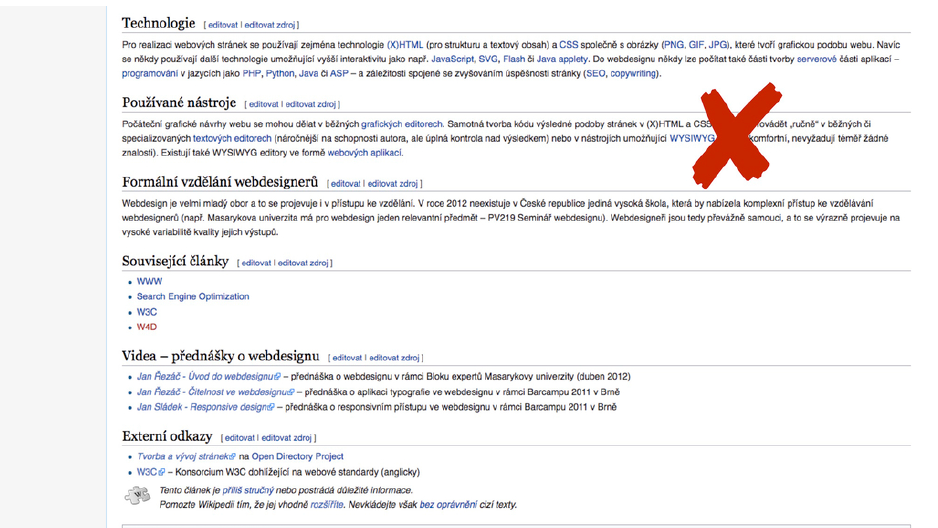 Technologie [ editovat | editovat zdroj ]
Pro realizaci webových stránek se používají zejména technologie (X)HTML (pro strukturu a textový obsah) a CSS společně s obrázky (PNG, GIF, JPG), které tvoří grafickou podobu webu. Navíc
se někdy používají další technologie umožňující vyšší interaktivitu jako např. JavaScript, SVG, Flash či Java applety. Do webdesignu někdy lze počítat také části tvorby serverové části aplikací –
programování v jazycích jako PHP, Python, Java či ASP – a záležitosti spojené se zvyšováním úspěšnosti stránky (SEO, copywriting).
Používané nástroje [ editovat | editovat zdroj ]
Počáteční grafické návrhy webu se mohou dělat v běžných grafických editorech. Samotná tvorba kódu výsledné podoby stránek v (X)HTML a CSS „ručně" v běžných či
specializovaných textových editorech (náročnější na schopnosti autora, ale úplná kontrola nad výsledkem) nebo v nástrojích umožňující WYSIWYG komfortní, nevyžadují téměř žádné
znalosti). Existují také WYSIWYG editory ve formě webových aplikací.
Formální vzdělání webdesignerů [ editovat | editovat zdroj ]
Webdesign je velmi mladý obor a to se projevuje i v přístupu ke vzdělání. V roce 2012 neexistuje v České republice jediná vysoká škola, která by nabízela komplexní přístup ke vzdělávání
webdesignerů (např. Masarykova univerzita má pro webdesign jeden relevantní předmět – PV219 Seminář webdesignu). Webdesigneři jsou tedy převážně samouci, a to se výrazně projevuje na
vysoké variabilitě kvality jejich výstupů.
Související články [ editovat | editovat zdroj ]
• WWW
• Search Engine Optimization
• W3C
• W4D
Videa – přednášky o webdesignu [ editovat | editovat zdroj ]
• Jan Řezáč - Úvod do webdesignu – přednáška o webdesignu v rámci Bloku expertů Masarykovy univerzity (duben 2012)
• Jan Řezáč - Čitelnost ve webdesignu – přednáška o aplikaci typografie ve webdesignu v rámci Barcampu 2011 v Brně
• Jan Sládek - Responsive design – přednáška o responsivním přístupu ve webdesignu v rámci Barcampu 2011 v Brně
Externí odkazy [ editovat | editovat zdroj ]
• Tvorba a vývoj stránek na Open Directory Project
• W3C – Konsorcium W3C dohlížející na webové standardy (anglicky)
Tento článek je příliš stručný nebo postrádá důležité informace.
Pomozte Wikipedii tím, že jej vhodně rozšíříte. Nevkládejte však bez oprávnění cizí texty.